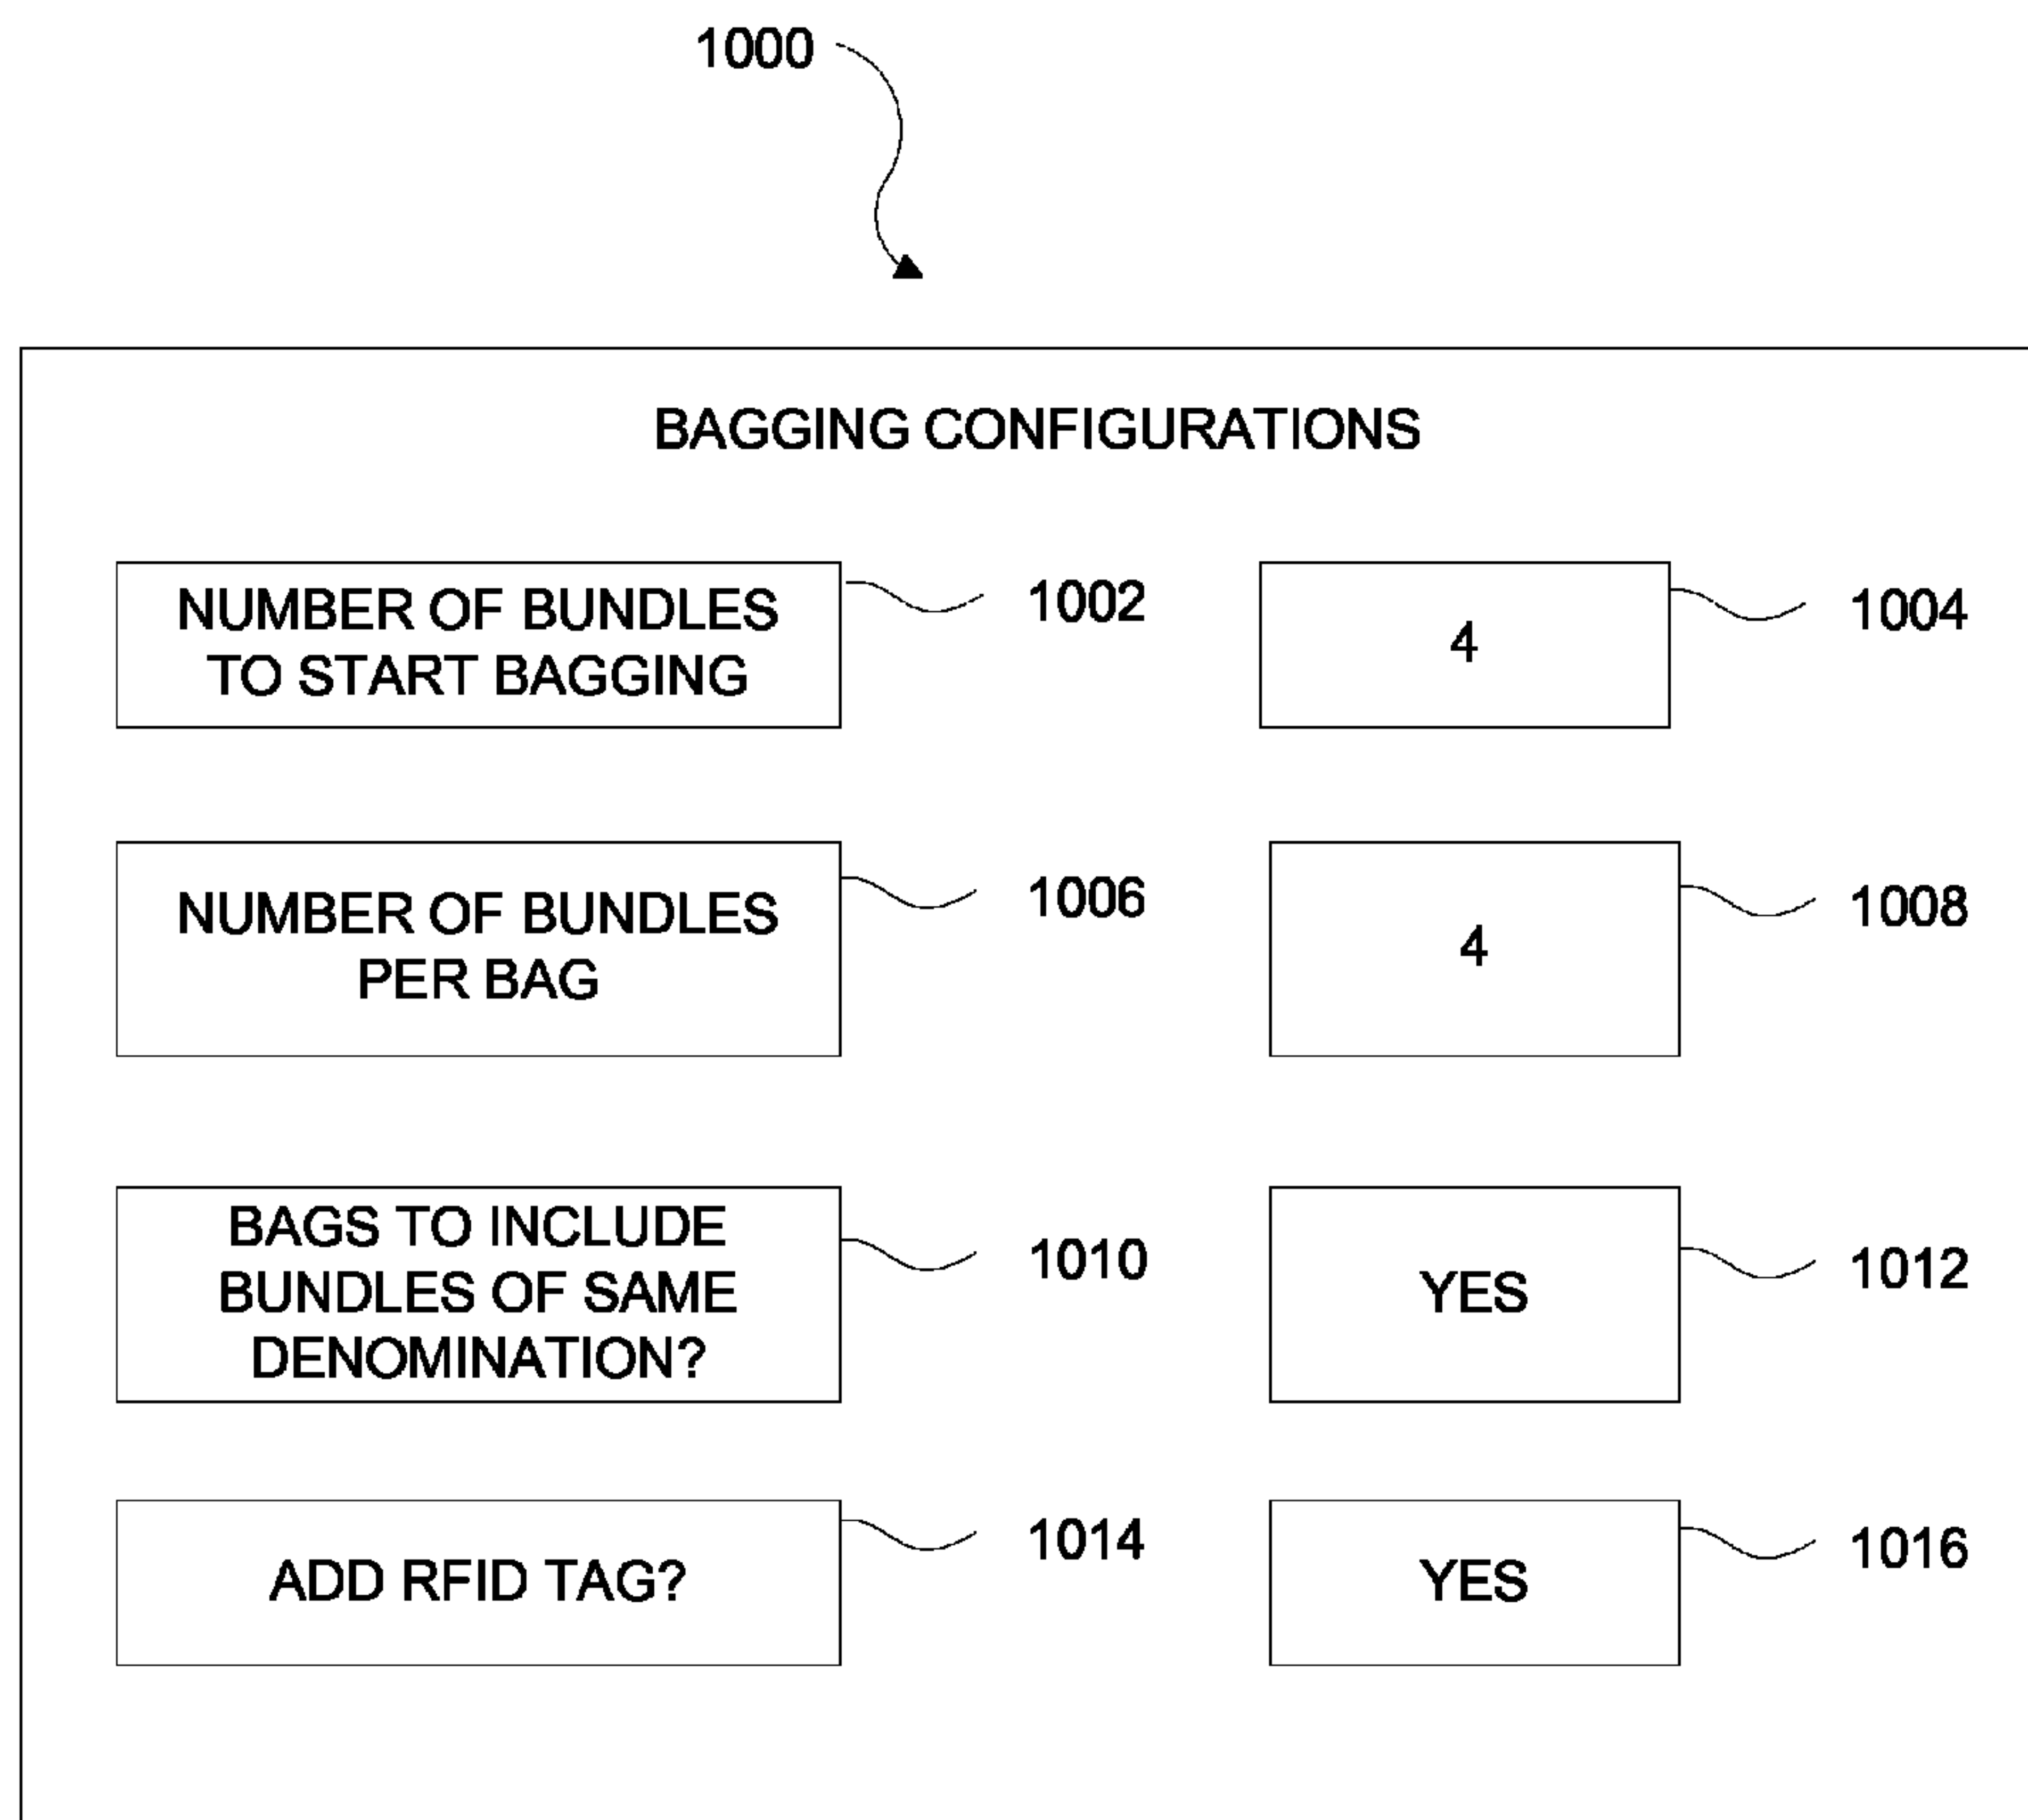 1000
BAGGING CONFIGURATIONS
NUMBER OF BUNDLES
TO START BAGGING
1002
4
1004
NUMBER OF BUNDLES
PER BAG
1006
4
1008
BAGS TO INCLUDE
BUNDLES OF SAME
DENOMINATION?
1010
YES
1012
ADD RFID TAG?
1014
YES
1016